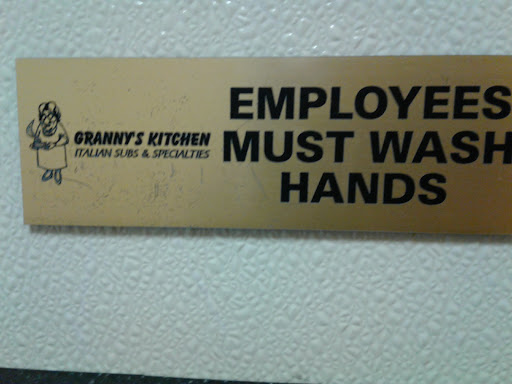 GRANNY'S KITCHEN
ITALIAN SUBS & SPECIALTIES
EMPLOYEES
MUST WASH
HANDS